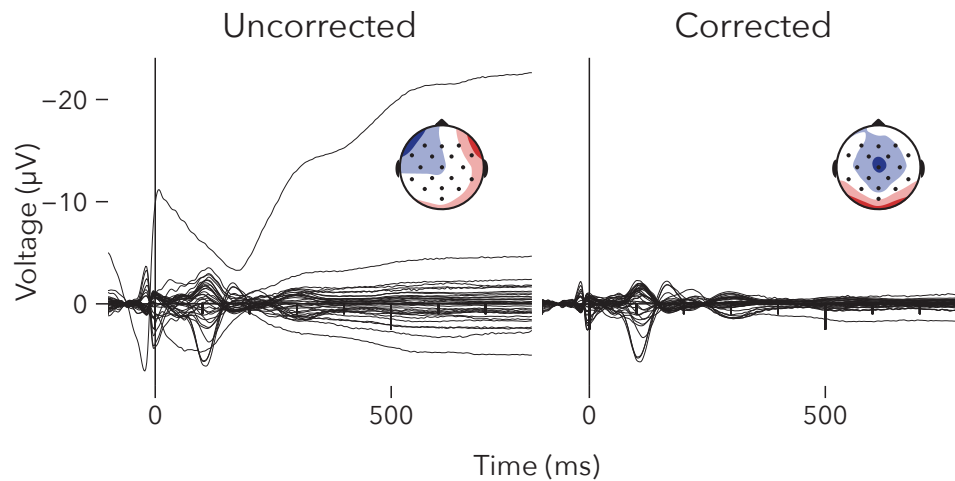 Uncorrected
Corrected
Voltage (µV)
−20
−10
0
0
500
0
500
Time (ms)